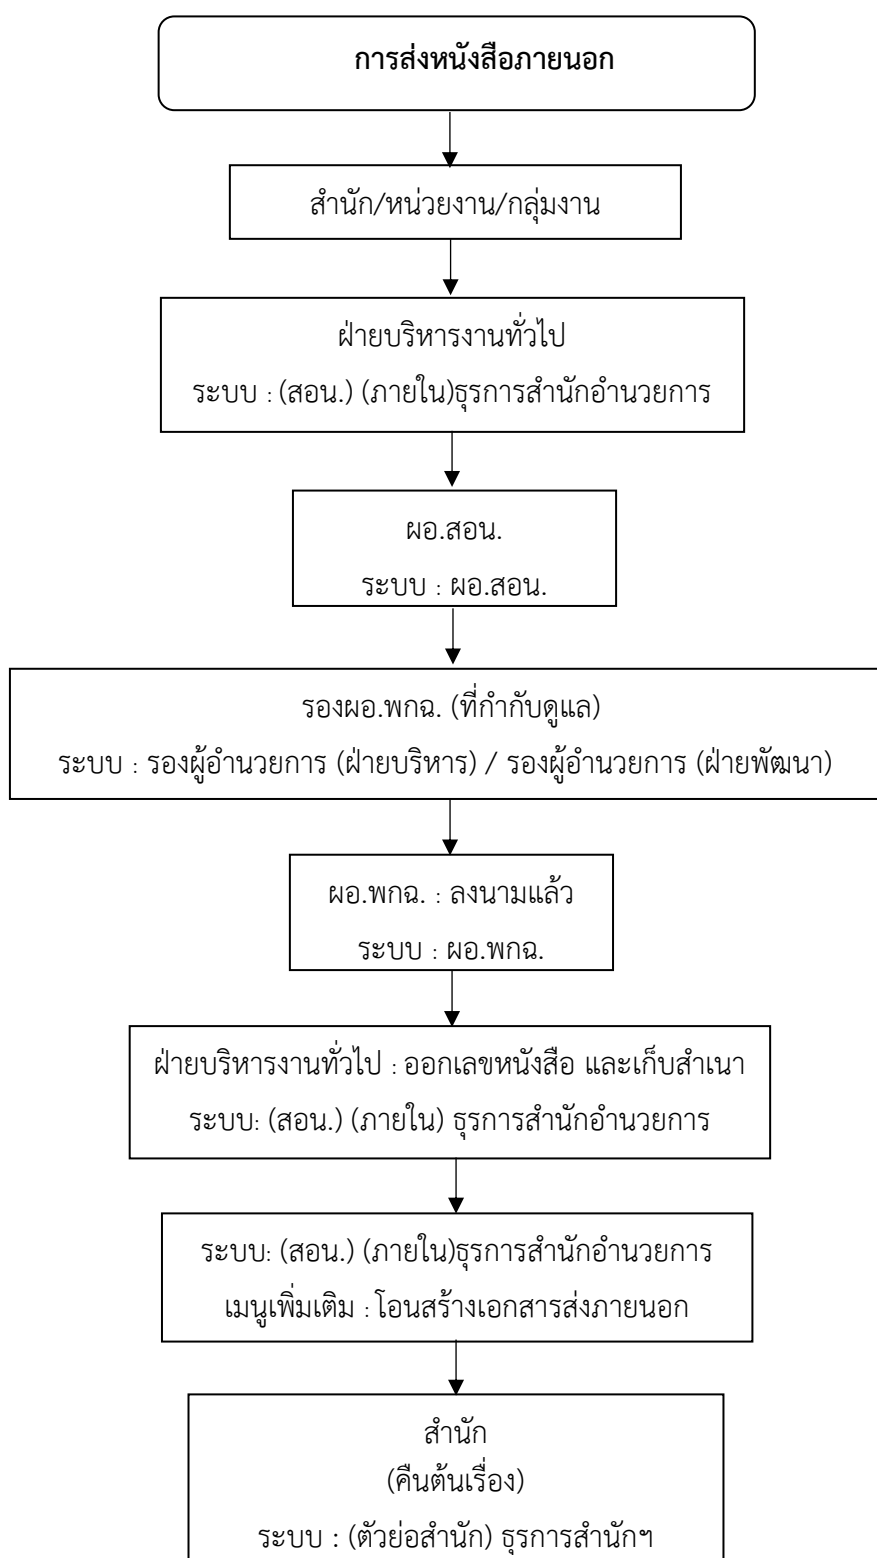 การส่งหนังสือภายนอก
สำนัก/หน่วยงาน/กลุ่มงาน
ฝ่ายบริหารงานทั่วไป
ระบบ : (สอน.) (ภายใน)ธุรการสำนักอำนวยการ
ผอ.สอน.
ระบบ : ผอ.สอน.
รองผอ.พกฉ. (ที่กำกับดูแล)
ระบบ : รองผู้อำนวยการ (ฝ่ายบริหาร) / รองผู้อำนวยการ (ฝ่ายพัฒนา)
ผอ.พกฉ. : ลงนามแล้ว
ระบบ : ผอ.พกฉ.
ฝ่ายบริหารงานทั่วไป : ออกเลขหนังสือ และเก็บสำเนา
ระบบ: (สอน.) (ภายใน) ธุรการสำนักอำนวยการ
ระบบ: (สอน.) (ภายใน)ธุรการสำนักอำนวยการ
เมนูเพิ่มเติม : โอนสร้างเอกสารส่งภายนอก
สำนัก
(คืนต้นเรื่อง)
ระบบ : (ตัวย่อสำนัก) ธุรการสำนักฯ